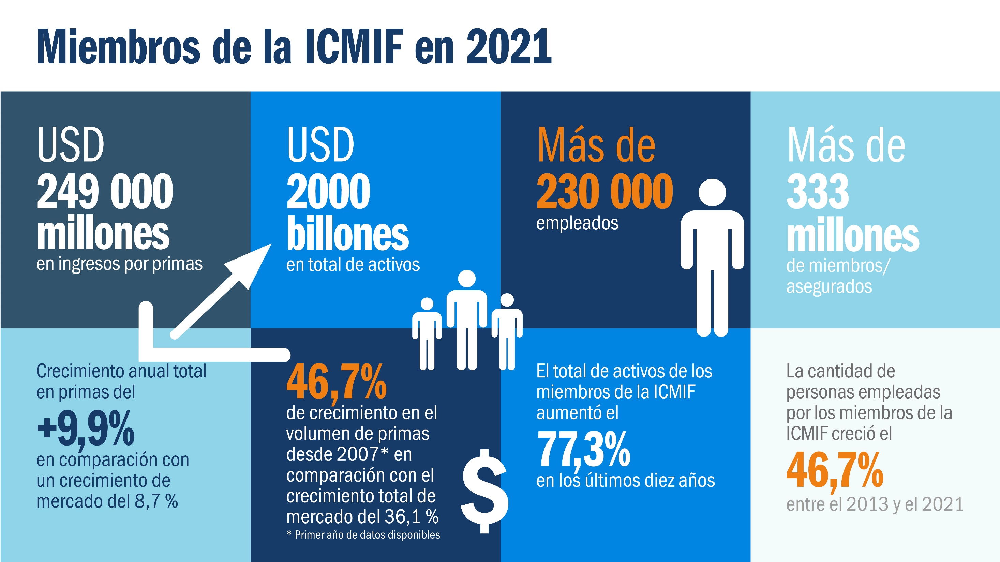 Miembros de la ICMIF en 2021
USD
249 000
millones
en ingresos por primas
USD
2000
billones
en total de activos
Más de
230 000
empleados
Más de
333
millones
de miembros/
asegurados
Crecimiento anual total
en primas del
+9,9%
en comparación con
un crecimiento de
mercado del 8,7 %
46,7%
de crecimiento en el
volumen de primas
desde 2007* en
comparación con el
crecimiento total de
mercado del 36,1 %
* Primer año de datos disponibles
$
El total de activos de los
miembros de la ICMIF
aumentó el
77,3%
en los últimos diez años
La cantidad de
personas empleadas
por los miembros de la
ICMIF creció el
46,7%
entre el 2013 y el 2021